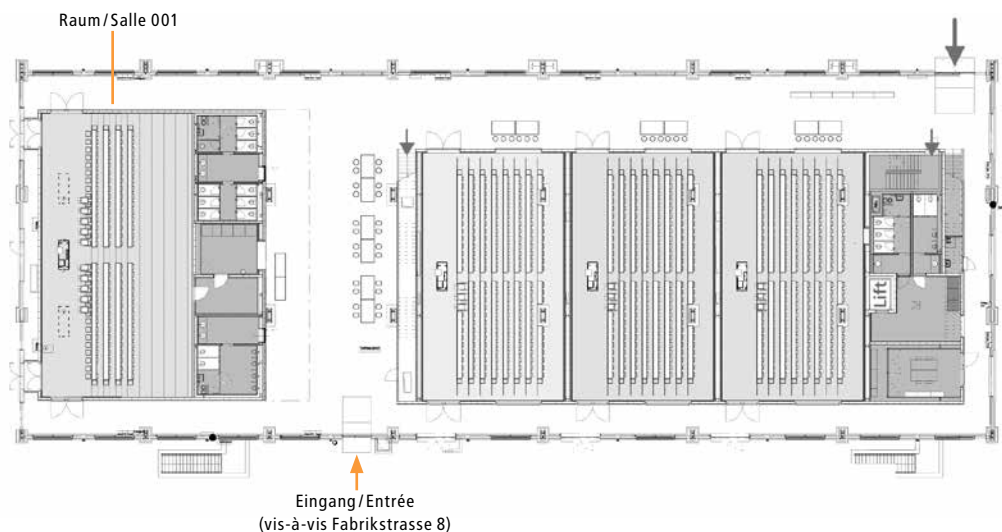 Raum/Salle 001
Lift
Eingang/Entrée
(vis-à-vis Fabrikstrasse 8)